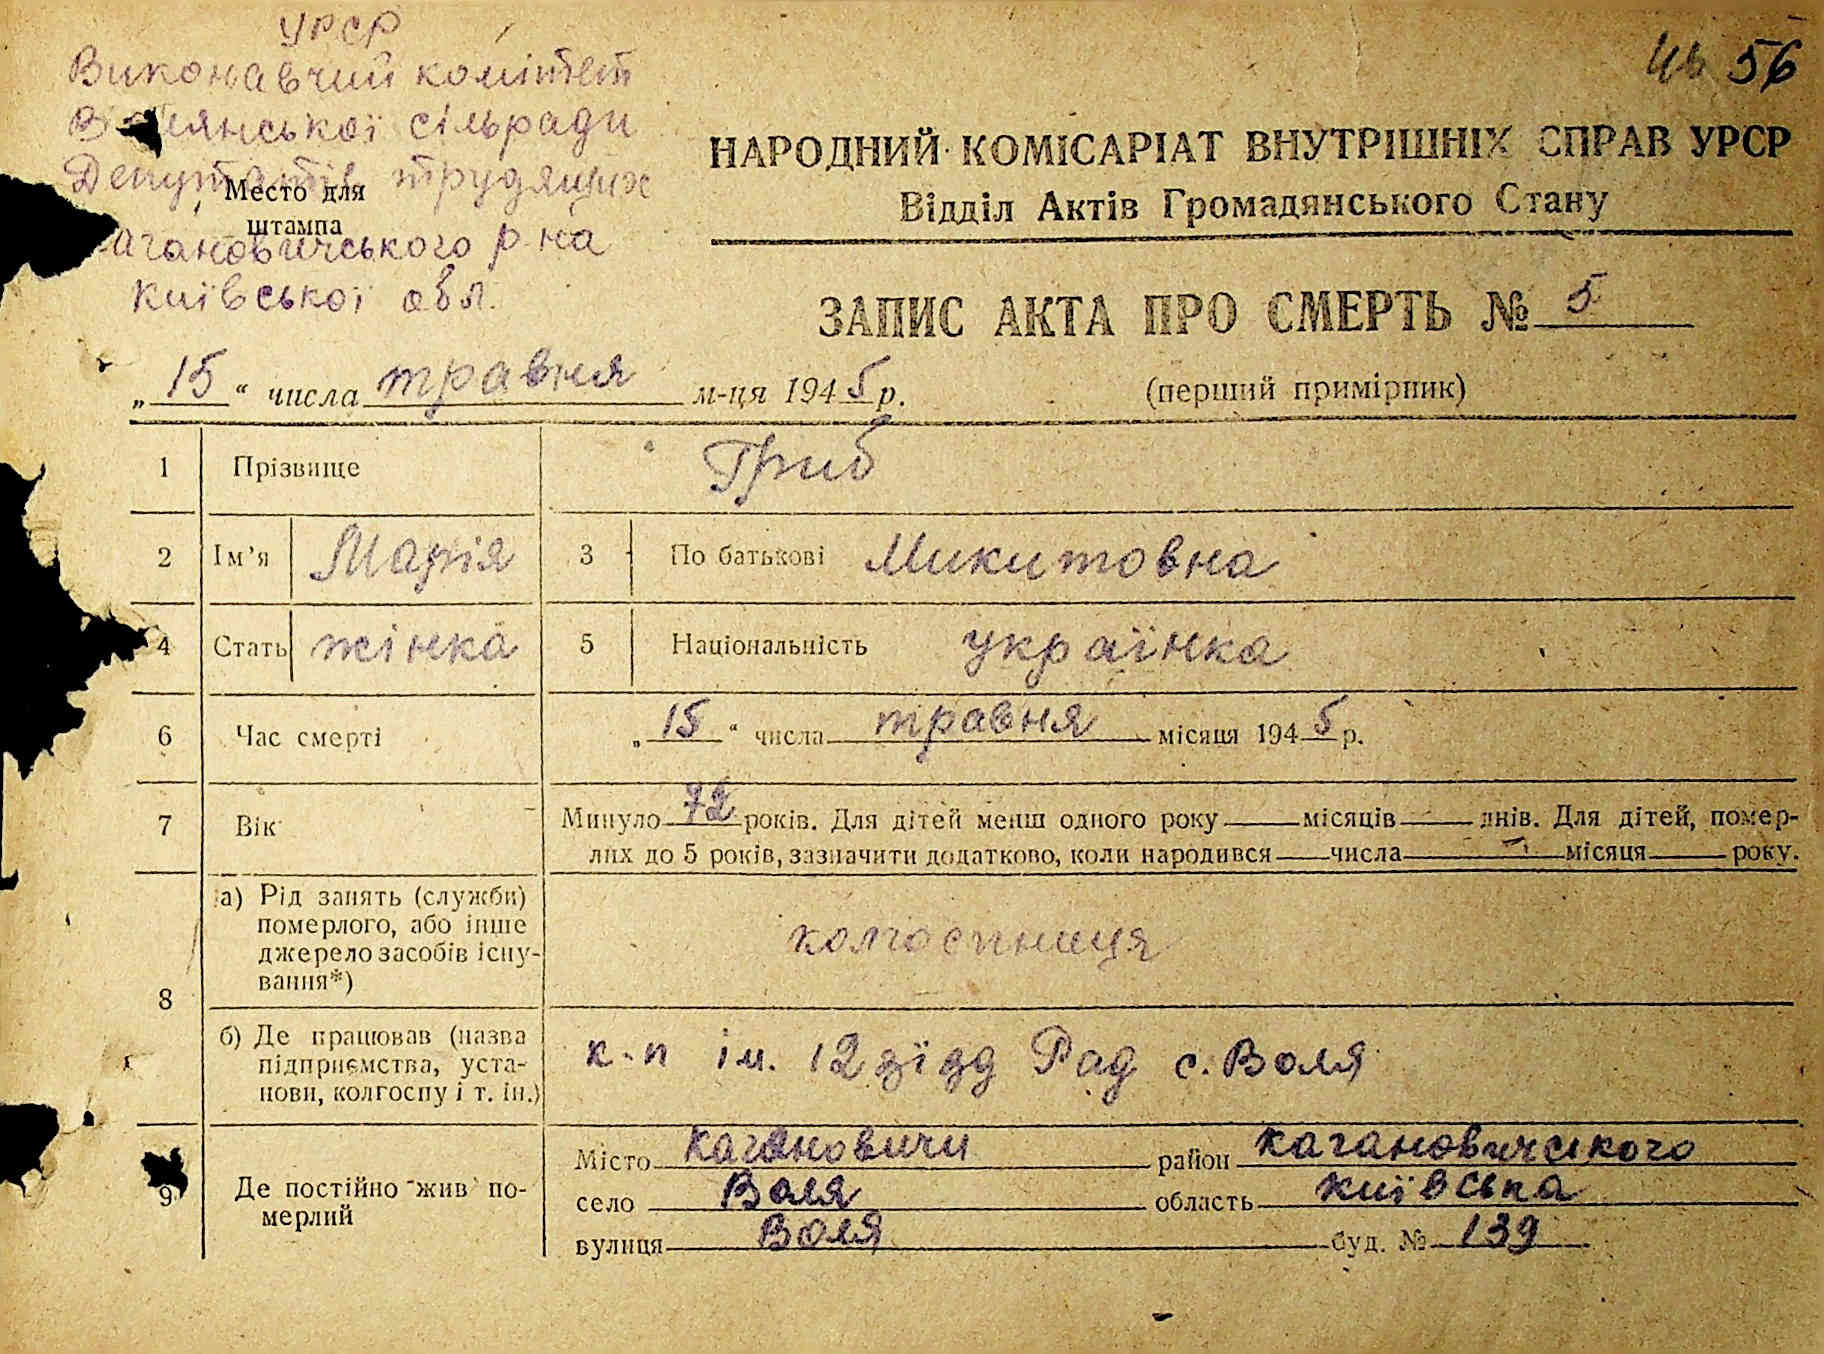 УРСР
Виконавчий комітет
сільради
Депутатів трудящих
Место для
штампа
агановичського р-на
Київської обл.
56
НАРОДНИЙ КОМІСАРІАТ ВНУТРІШНІХ СПРАВ УРСР
Відділ Актів Громадянського Стану
ЗАПИС АКТА ПРО СМЕРТЬ № 5
„15“ числа травня м-ця 1945 р.
(перший примірник)
1 Прізвище Гриб
2 Ім’я Марія 3 По батькові Микитовна
4 Стать жінка 5 Національність українка
6 Час смерті „15“ числа травня місяця 1945 р.
7 Вік Минуло 72 років. Для дітей менш одного року місяців днів. Для дітей, помер-
лих до 5 років, зазначити додатково, коли народився числа місяця року.
8 а) Рід занять (служби)
померлого, або інше
джерело засобів існу-
вання*)
колгоспниця
б) Де працював (назва
підприємства, уста-
нови, колгоспу і т. ін.)
к-п ім. 12 Рад с. Воля
9 Де постійно жив по-
мерлий
Місто Кагановичи район Кагановичського
село Воля область Київська
вулиця Воля буд. № 139